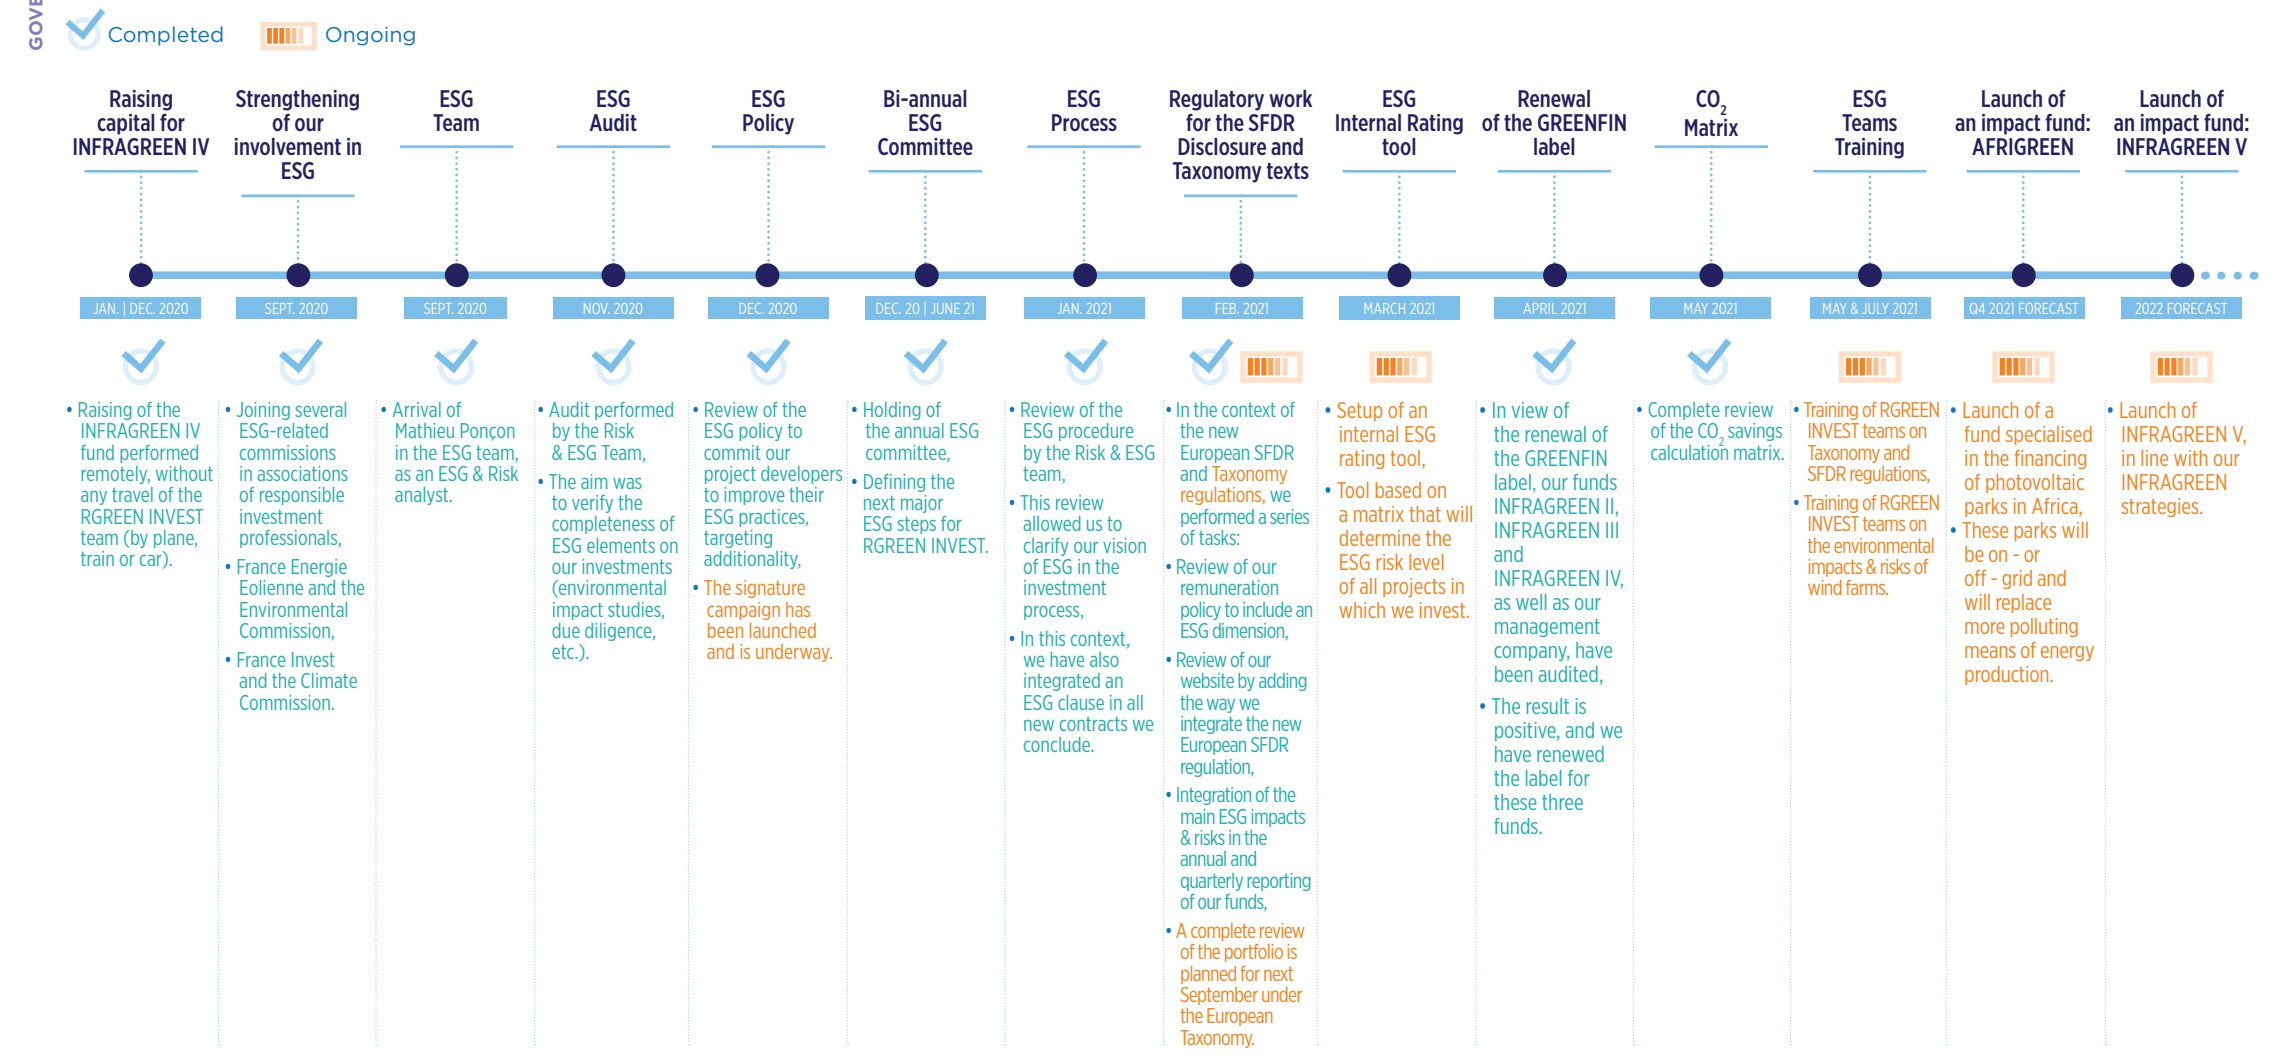 GOVE
Completed
Ongoing
Raising
capital for
INFRAGREEN IV
JAN. | DEC. 2020
• Raising of the
INFRAGREEN IV
fund performed
remotely, without
any travel of the
RGREEN INVEST
team (by plane,
train or car).
Strengthening
of our
involvement in
ESG
SEPT. 2020
• Joining several
ESG-related
commissions
in associations
of responsible
investment
professionals,
• France Energie
Eolienne and the
Environmental
Commission,
• France Invest
and the Climate
Commission.
ESG
Team
SEPT. 2020
• Arrival of
Mathieu Ponçon
in the ESG team,
as an ESG & Risk
analyst.
ESG
Audit
NOV. 2020
• Audit performed
by the Risk
& ESG Team,
• The aim was
to verify the
completeness of
ESG elements on
our investments
(environmental
impact studies,
due diligence,
etc.).
ESG
Policy
DEC. 2020
• Review of the
ESG policy to
commit our
project developers
to improve their
ESG practices,
targeting
additionality,
• The signature
campaign has
been launched
and is underway.
Bi-annual
ESG
Committee
DEC. 20 | JUNE 21
• Holding of
the annual ESG
committee,
• Defining the
next major
ESG steps for
RGREEN INVEST.
ESG
Process
JAN. 2021
• Review of the
ESG procedure
by the Risk & ESG
team,
• This review
allowed us to
clarify our vision
of ESG in the
investment
process,
• In this context,
we have also
integrated an
ESG clause in all
new contracts we
conclude.
Regulatory work
for the SFDR
Disclosure and
Taxonomy texts
FEB. 2021
• In the context of
the new
European SFDR
and Taxonomy
regulations, we
performed a series
of tasks:
• Review of our
remuneration
policy to include an
ESG dimension,
• Review of our
website by adding
the way we
integrate the new
European SFDR
regulation,
• Integration of the
main ESG impacts
& risks in the
annual and
quarterly reporting
of our funds,
• A complete review
of the portfolio is
planned for next
September under
the European
Taxonomy.
ESG
Internal Rating
tool
MARCH 2021
• Setup of an
internal ESG
rating tool,
• Tool based on
a matrix that will
determine the
ESG risk level
of all projects in
which we invest.
Renewal
of the GREENFIN
label
APRIL 2021
• In view of
the renewal of
the GREENFIN
label, our funds
INFRAGREEN II,
INFRAGREEN III
and
INFRAGREEN IV,
as well as our
management
company, have
been audited,
• The result is
positive, and we
have renewed
the label for
these three
funds.
CO2
Matrix
MAY 2021
• Complete review
of the CO2 savings
calculation matrix.
ESG
Teams
Training
MAY & JULY 2021
• Training of RGREEN
INVEST teams on
Taxonomy and
SFDR regulations,
• Training of RGREEN
INVEST teams on
the environmental
impacts & risks of
wind farms.
Launch of
an impact fund:
AFRIGREEN
Q4 2021 FORECAST
• Launch of a
fund specialised
in the financing
of photovoltaic
parks in Africa,
• These parks will
be on - or
off - grid and
will replace
more polluting
means of energy
production.
Launch of
an impact fund:
INFRAGREEN V
2022 FORECAST
• Launch of
INFRAGREEN V,
in line with our
INFRAGREEN
strategies.